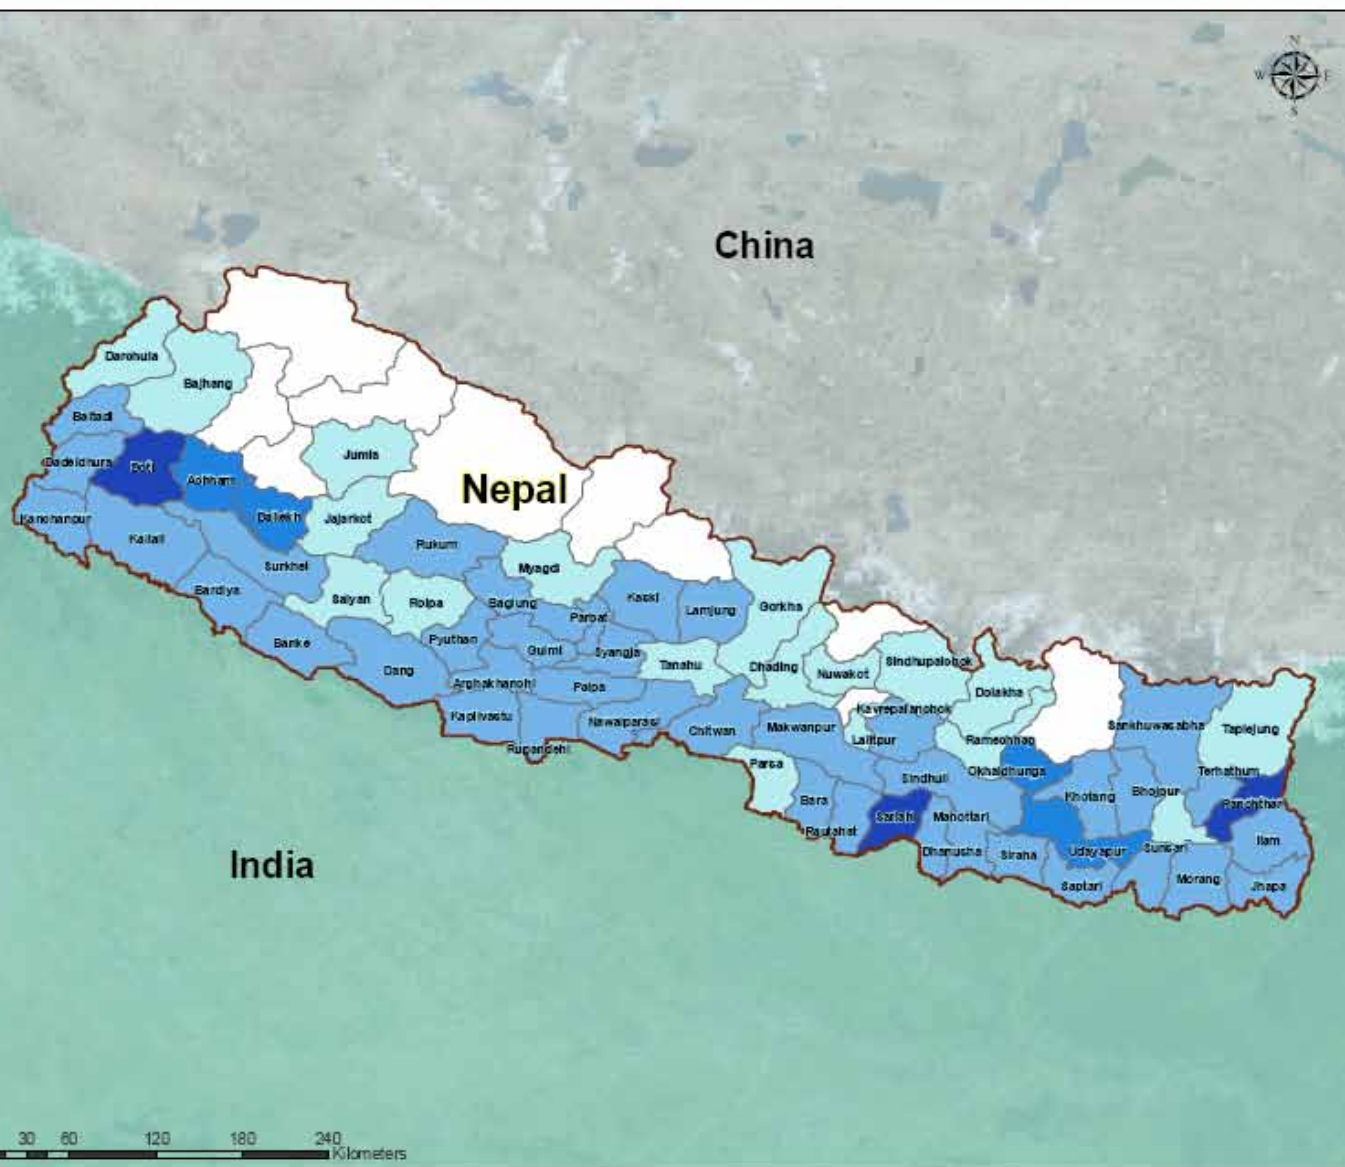 N
W E
S
China
Darchula
Bajhang
Baitadi
Dadeldhura
Doti
Achham
Jumla
Nepal
Kanchanpur
Dailekh
Jajarkot
Kailali
Rukum
Surkhet
Myagdi
Bardiya
Salyan
Rolpa
Baglung
Kaski
Lamjung
Gorkha
Parbat
Banke
Pyuthan
Gulmi
Syangja
Dang
Tanahu
Dhading
Nuwakot
Sindhupalchok
Arghakhanchi
Palpa
Dolakha
Kapilvastu
Nawalparasi
Chitwan
Makwanpur
Kavrepalanchok
Lalitpur
Ramechhap
Sankhuwasabha
Taplejung
Rupandehi
Parsa
Sindhuli
Okhaldhunga
Terhathum
Bara
Khotang
Bhojpur
Panchthar
Rautahat
Sarlahi
Mahottari
Dhanusha
Siraha
Udayapur
Sunsari
Ilam
India
Saptari
Morang
Jhapa
30 60 120 180 240
Kilometers